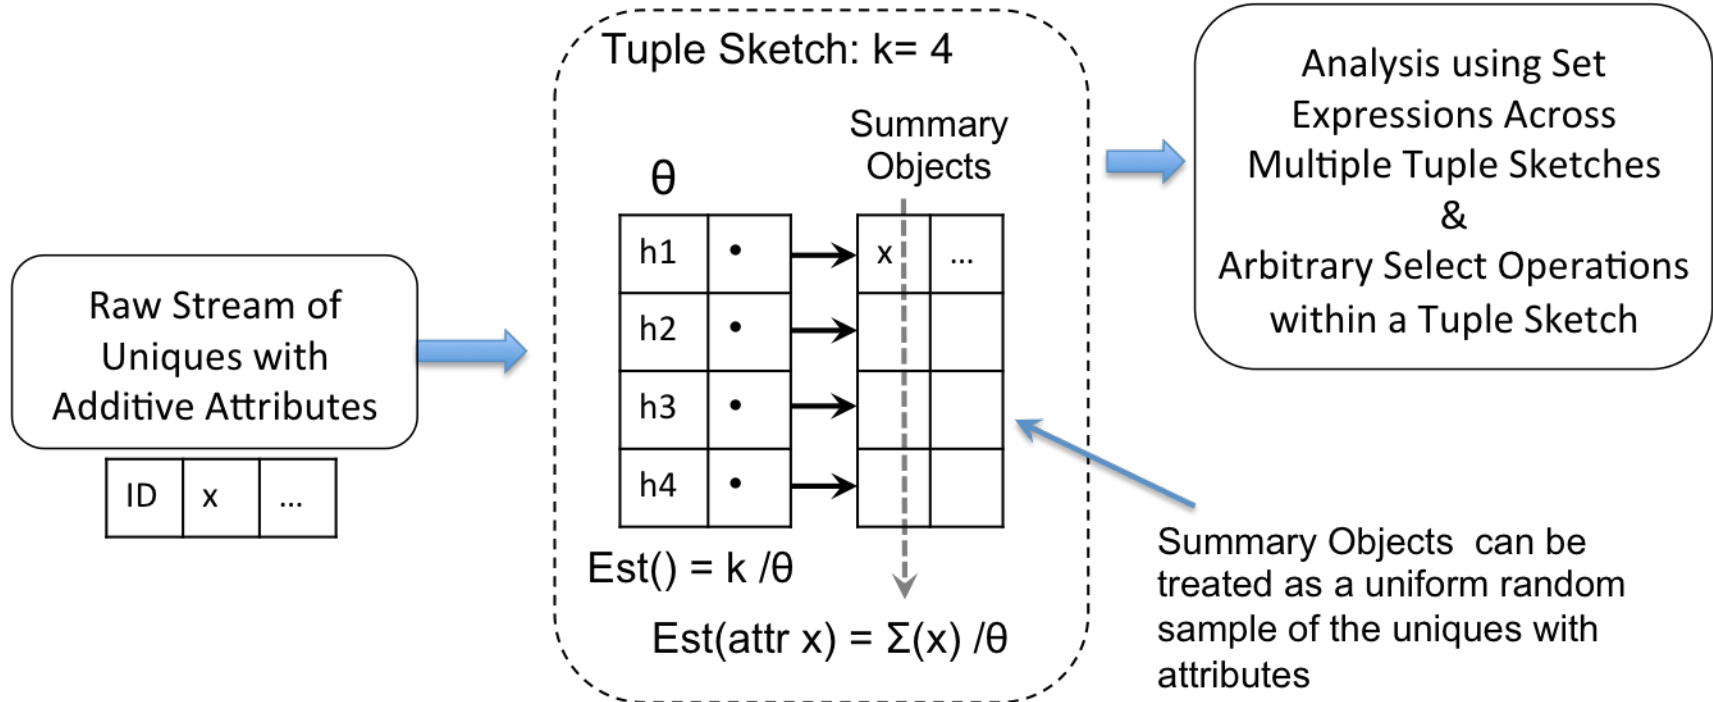 Tuple Sketch: k= 4
Summary
Objects
θ
h1 • x ...
h2 •
h3 •
h4 •
Est() = k /θ
Est(attr x) = Σ(x) /θ
Raw Stream of
Uniques with
Additive Attributes
ID x ...
Analysis using Set
Expressions Across
Multiple Tuple Sketches
&
Arbitrary Select Operations
within a Tuple Sketch
Summary Objects can be
treated as a uniform random
sample of the uniques with
attributes